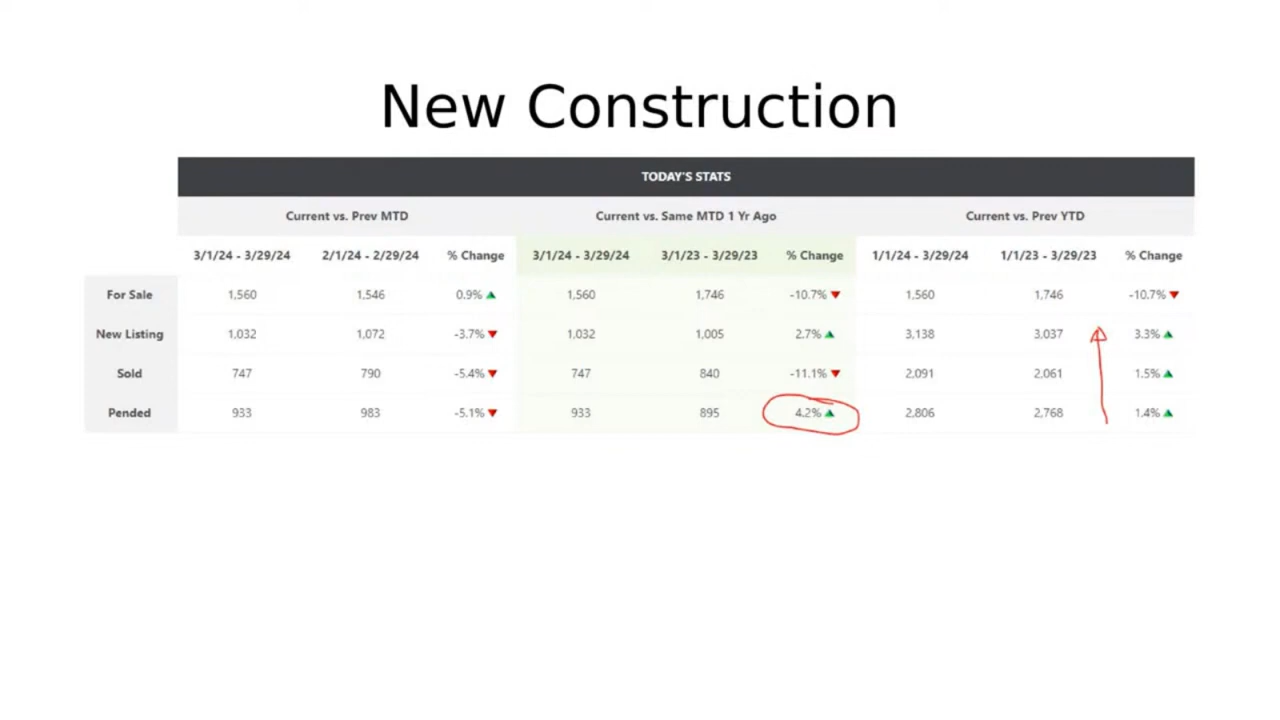 New Construction
TODAY'S STATS
Current vs. Prev MTD Current vs. Same MTD 1 Yr Ago Current vs. Prev YTD
3/1/24 - 3/29/24 2/1/24 - 2/29/24 % Change 3/1/24 - 3/29/24 3/1/23 - 3/29/23 % Change 1/1/24 - 3/29/24 1/1/23 - 3/29/23 % Change
For Sale 1,560 1,546 0.9% 1,560 1,746 -10.7% 1,560 1,746 -10.7%
New Listing 1,032 1,072 -3.7% 1,032 1,005 2.7% 3,138 3,037 3.3%
Sold 747 790 -5.4% 747 840 -11.1% 2,091 2,061 1.5%
Pended 933 983 -5.1% 933 895 4.2% 2,806 2,768 1.4%